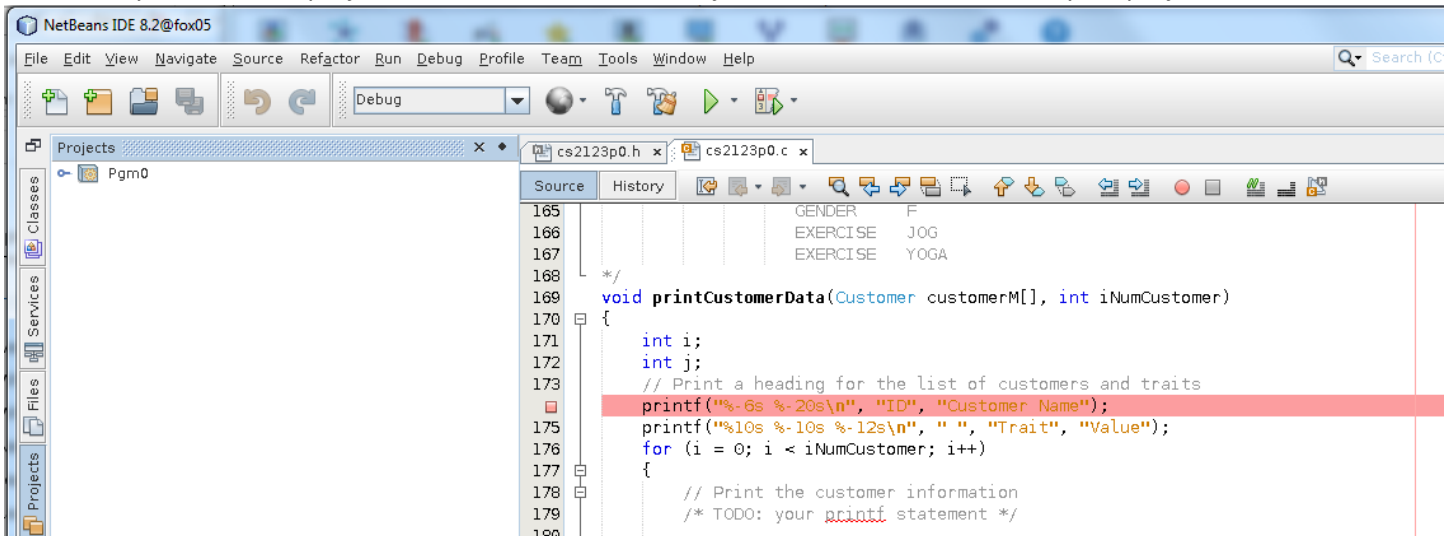 NetBeans IDE 8.2@fox05
File Edit View Navigate Source Refactor Run Debug Profile Team Tools Window Help
Search (C
Debug
Projects
cs2123p0.h
cs2123p0.c
Pgm0
Classes
Services
Files
Projects
Source History
165 GENDER F
166 EXERCISE JOG
167 EXERCISE YOGA
168 */
169 void printCustomerData(Customer customerM[], int iNumCustomer)
170 {
171 int i;
172 int j;
173 // Print a heading for the list of customers and traits
printf("%-6s %-20s\n", "ID", "Customer Name");
175 printf("%10s %-10s %-12s\n", " ", "Trait", "Value");
176 for (i = 0; i < iNumCustomer; i++)
177 {
178 // Print the customer information
179 /* TODO: your printf statement */